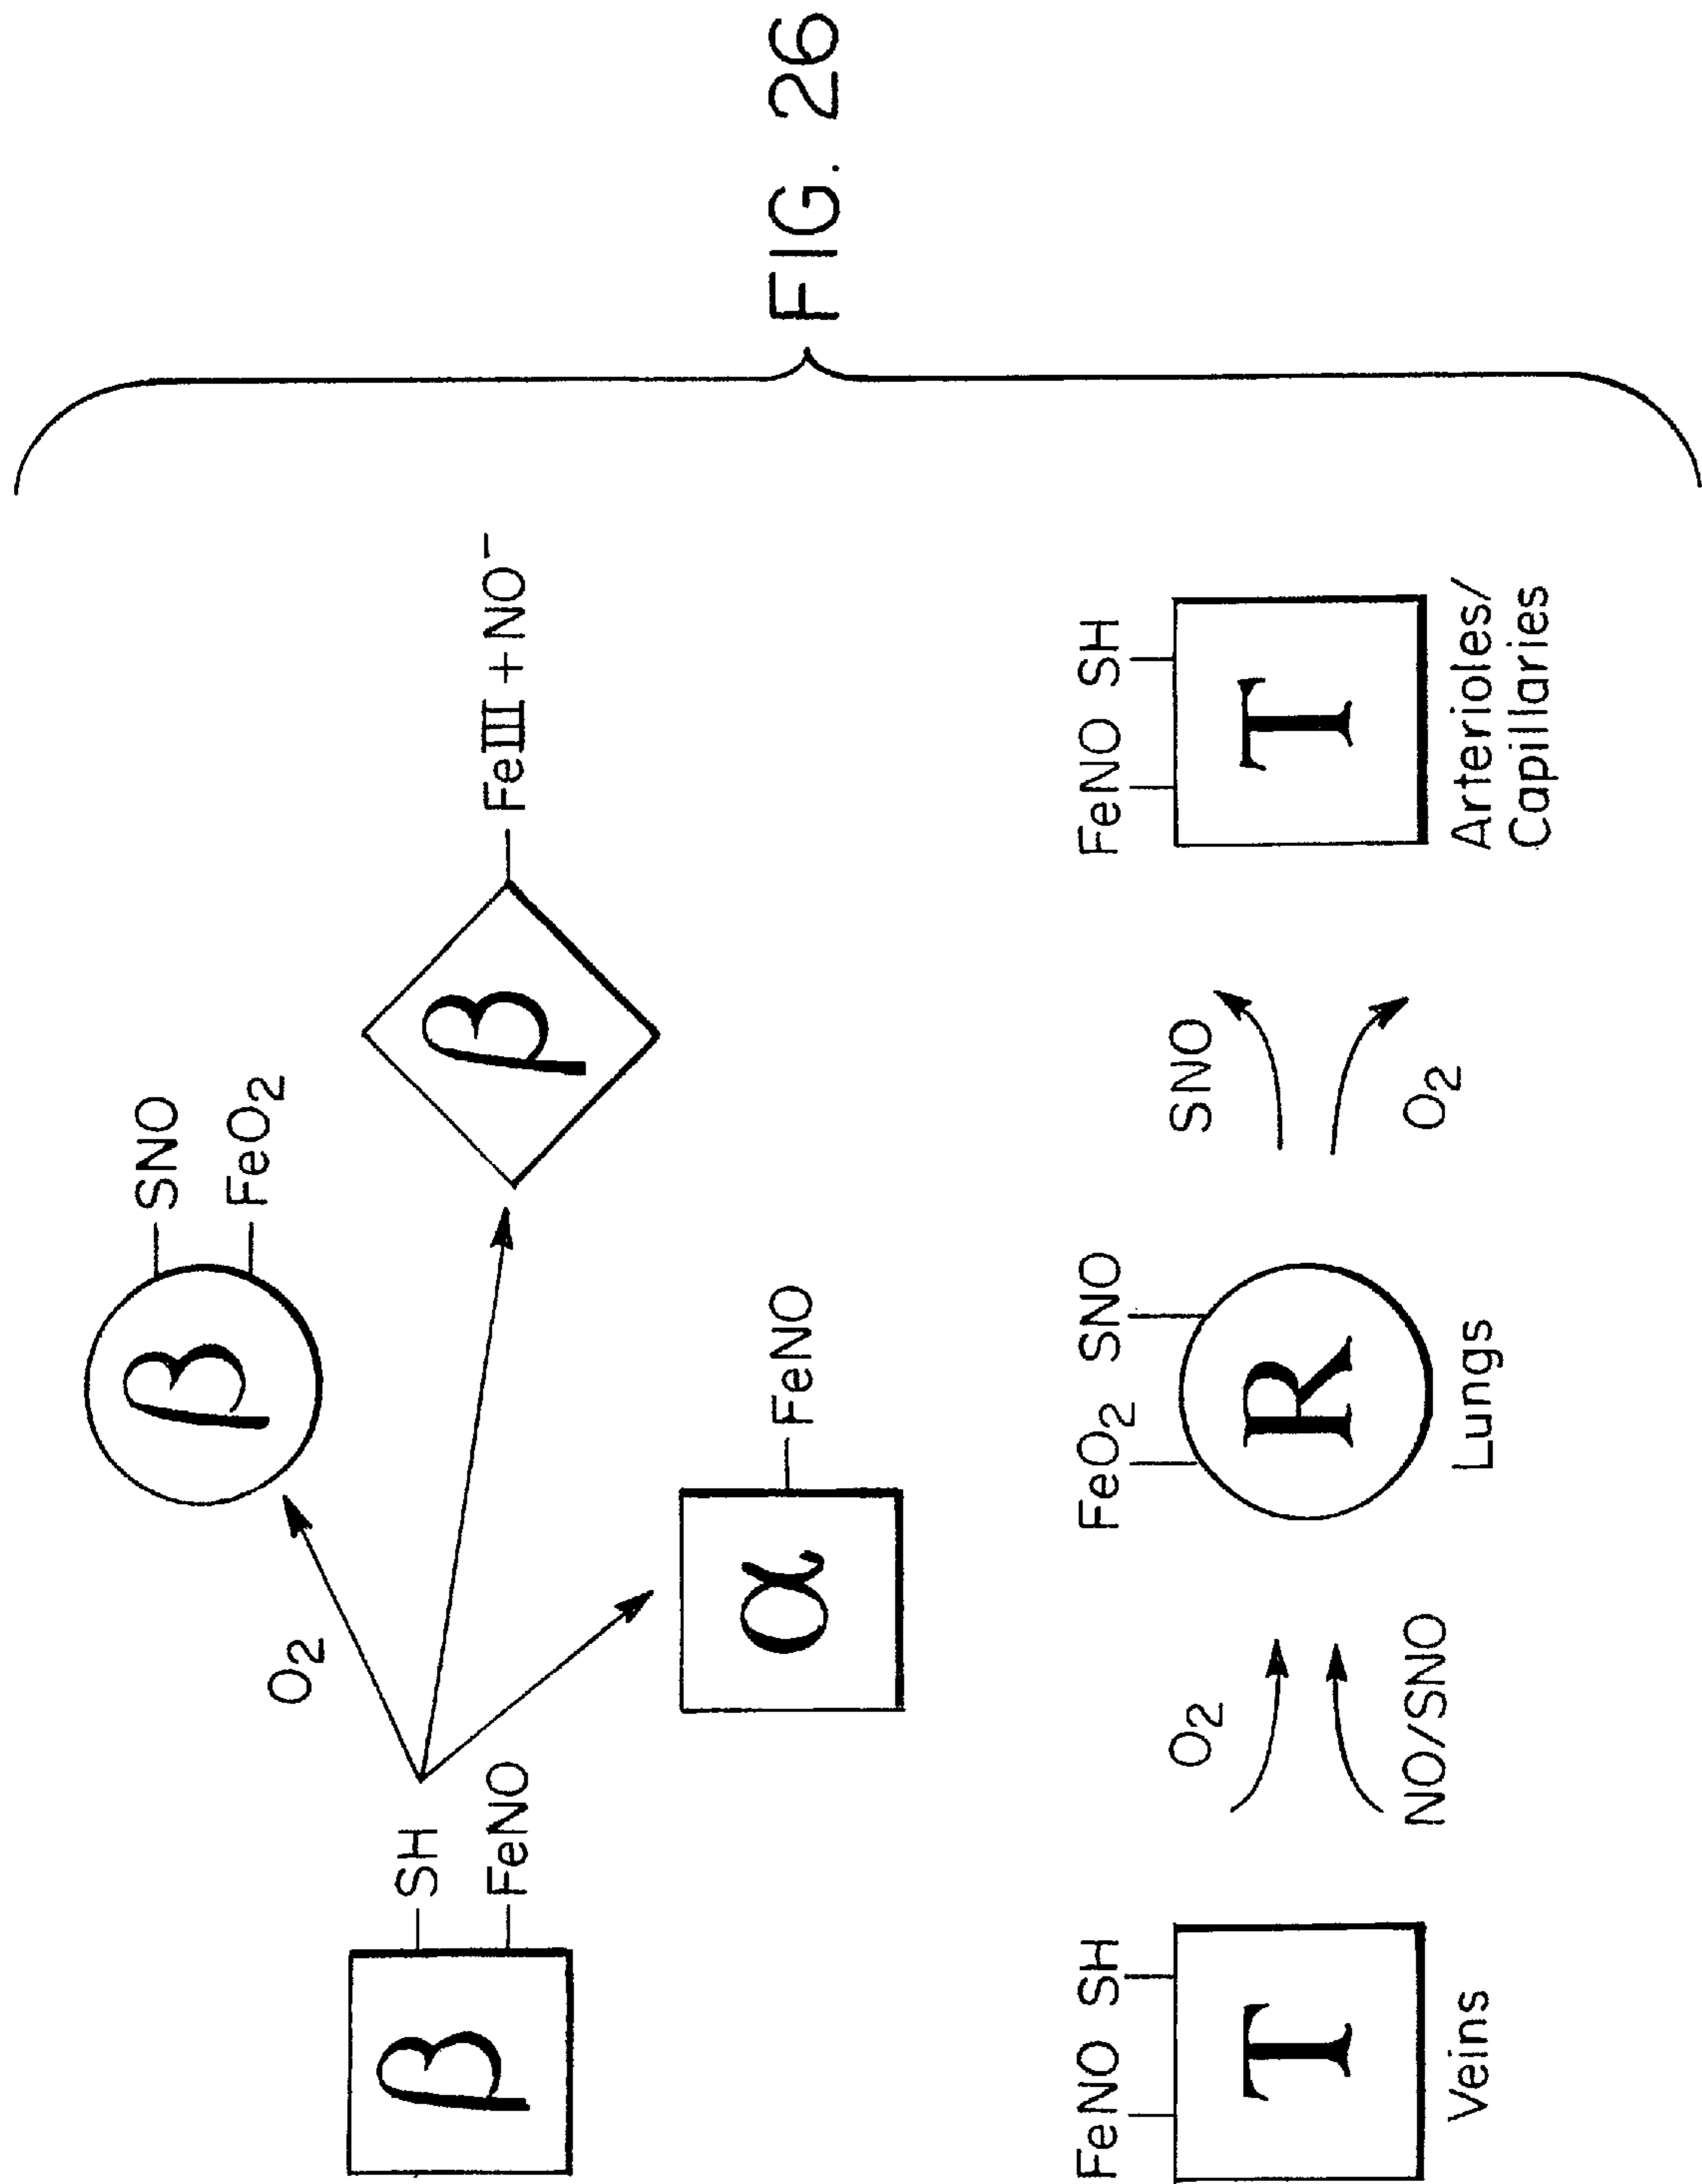 β
SH
FeNO
O₂
β
SNO
FeO₂
β
FeIII + NO⁻
α
FeNO
FeNO SH
T
Veins
O₂
NO/SNO
FeO₂ SNO
R
Lungs
SNO
O₂
FeNO SH
T
Arterioles/
Capillaries
FIG. 26